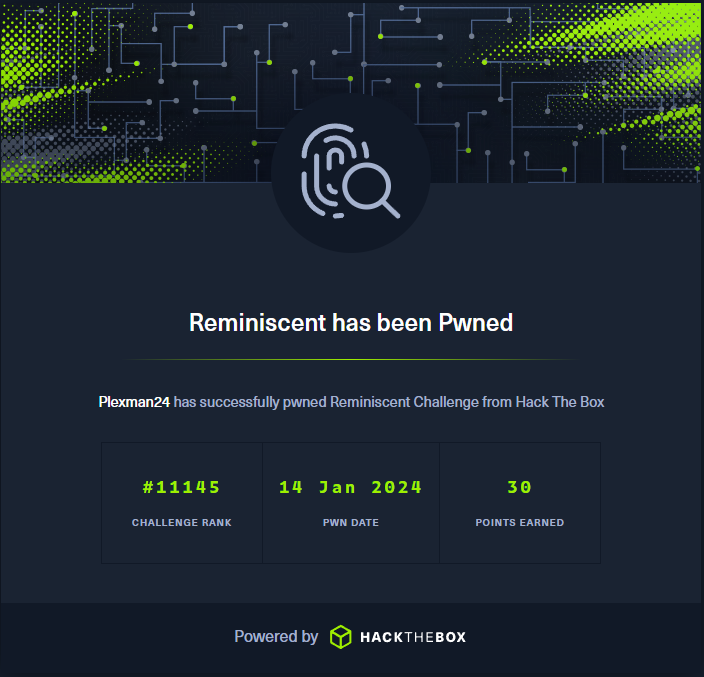 Reminiscent has been Pwned
Plexman24 has successfully pwned Reminiscent Challenge from Hack The Box
#11145
CHALLENGE RANK
14 Jan 2024
PWN DATE
30
POINTS EARNED
Powered by HACKTHEBOX